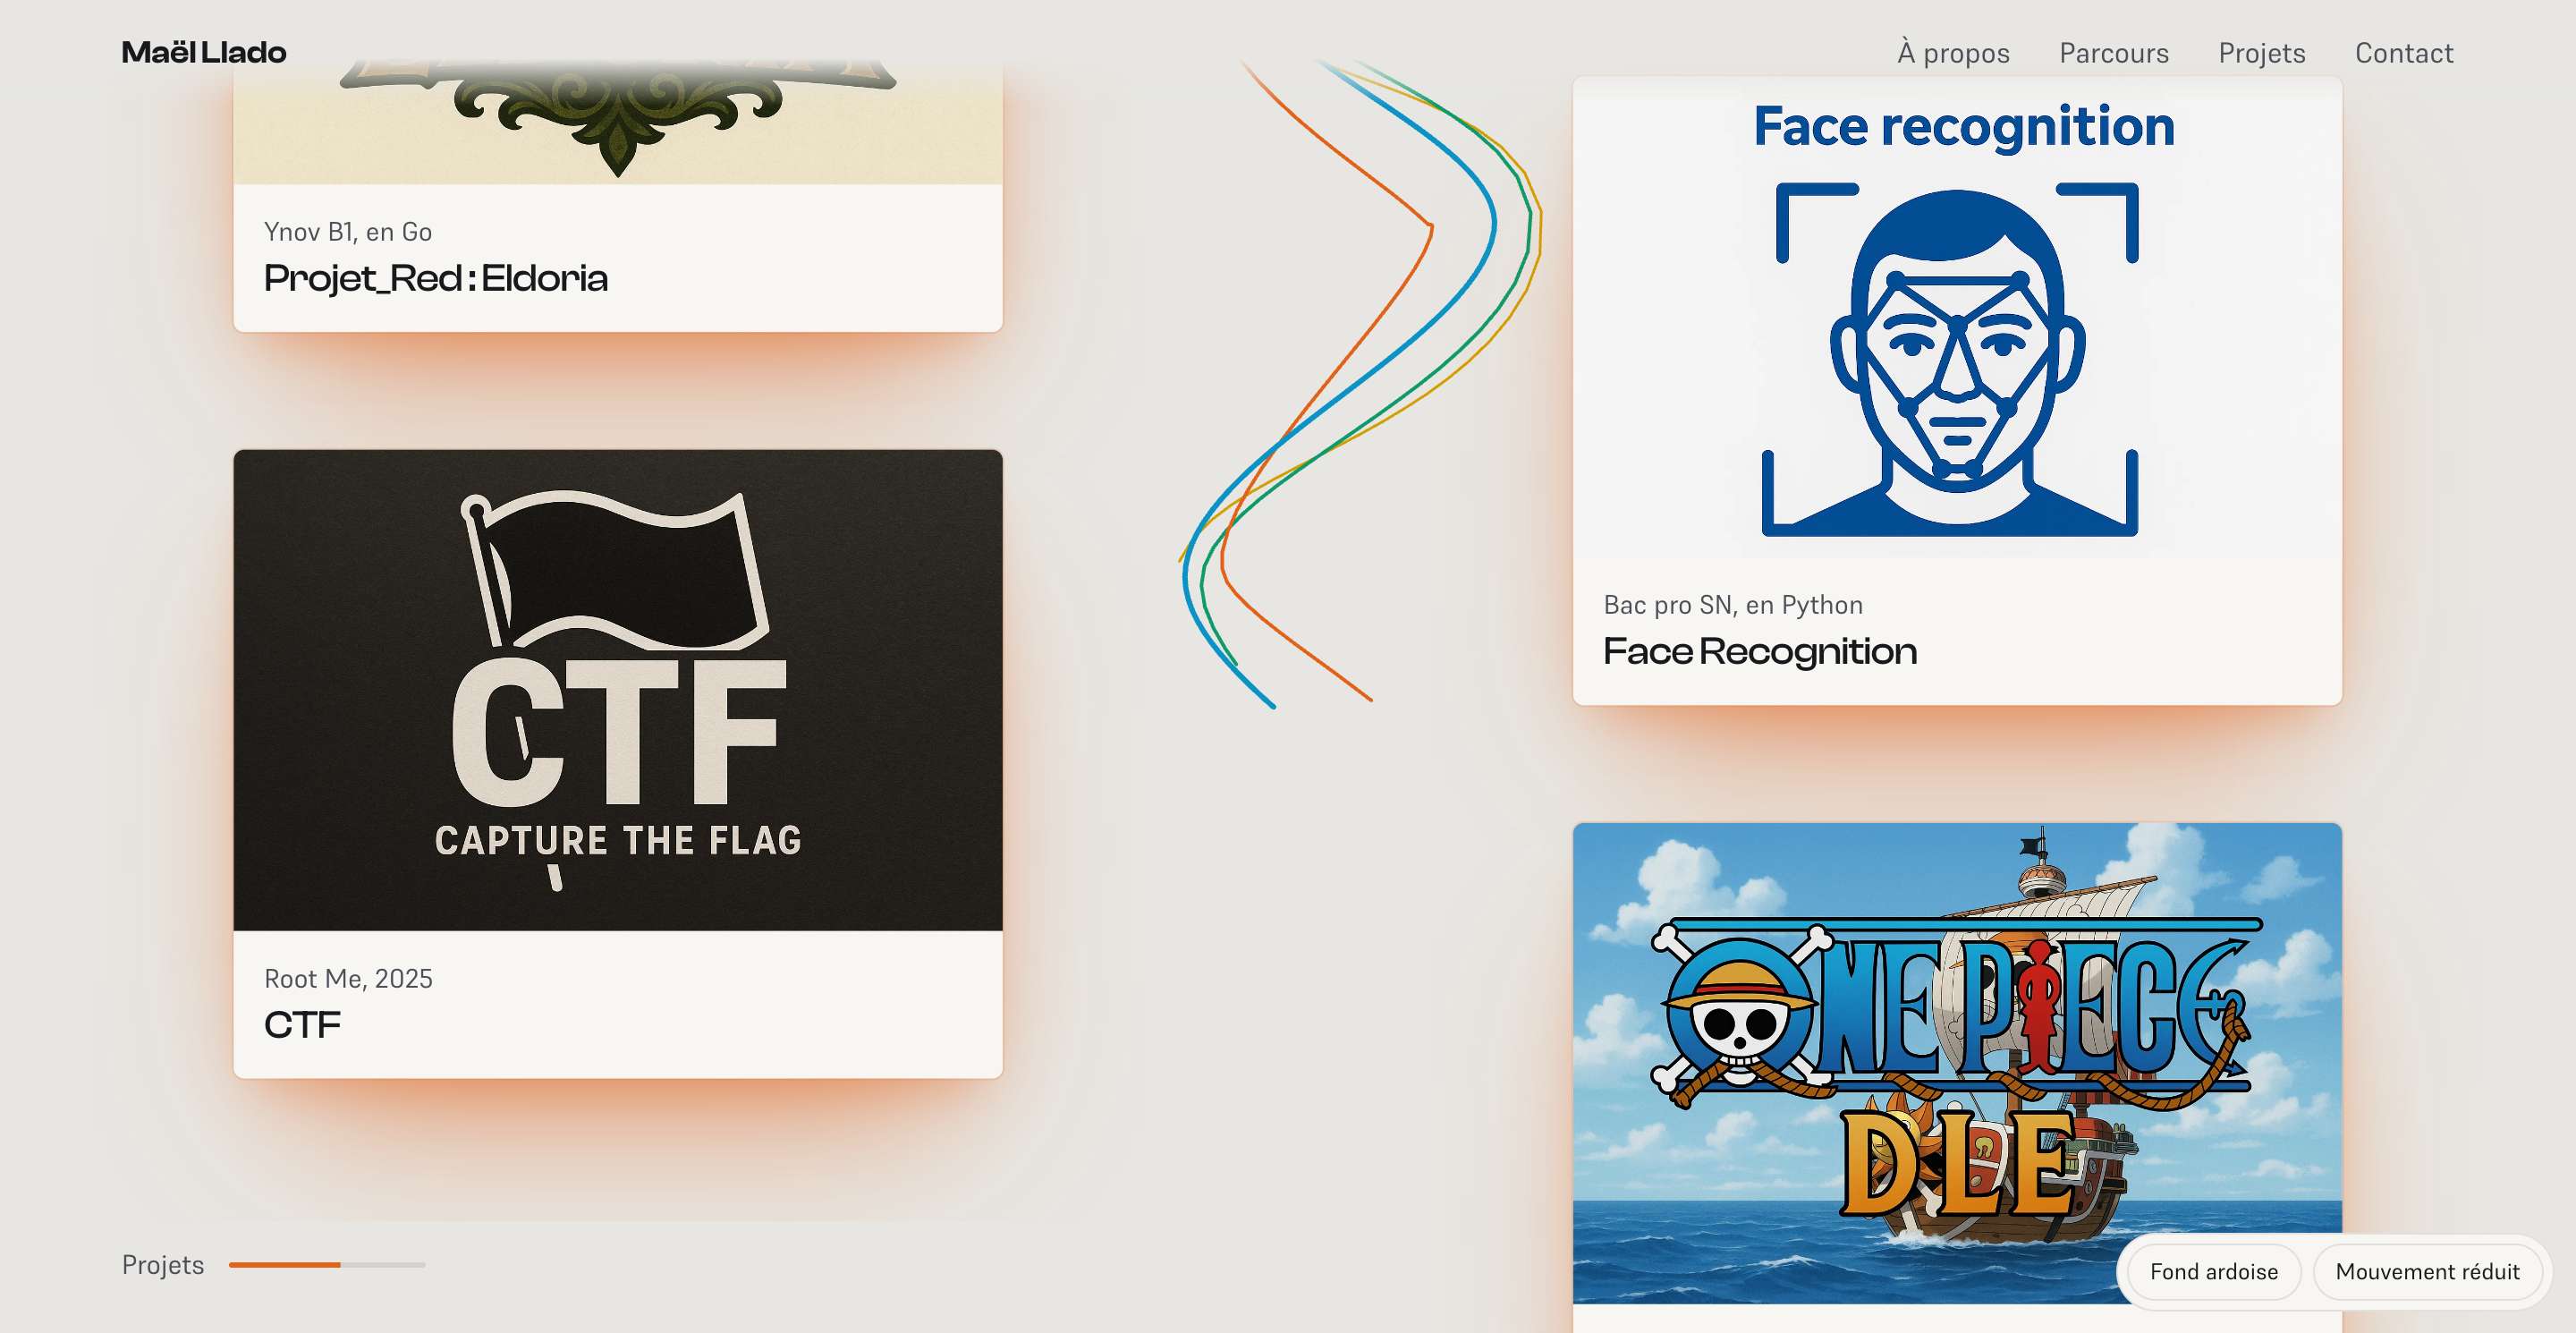 Maël Llado
À propos
Parcours
Projets
Contact
Ynov B1, en Go
Projet_Red : Eldoria
Face recognition
Bac pro SN, en Python
Face Recognition
CTF
CAPTURE THE FLAG
Root Me, 2025
CTF
ONE PIECE
DLE
Projets
Fond ardoise
Mouvement réduit